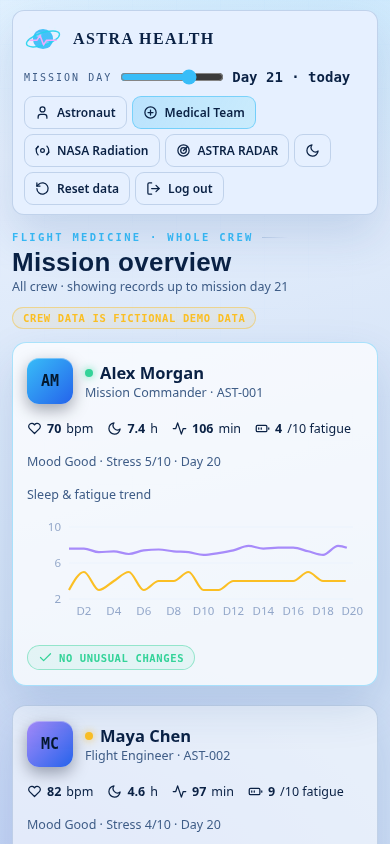 ASTRA HEALTH
MISSION DAY Day 21 · today
Astronaut Medical Team
NASA Radiation ASTRA RADAR
Reset data Log out
FLIGHT MEDICINE · WHOLE CREW
Mission overview
All crew · showing records up to mission day 21
CREW DATA IS FICTIONAL DEMO DATA
AM Alex Morgan
Mission Commander · AST-001
70 bpm 7.4 h 106 min 4 /10 fatigue
Mood Good · Stress 5/10 · Day 20
Sleep & fatigue trend
10
6
2
D2 D4 D6 D8 D10 D12 D14 D16 D18 D20
NO UNUSUAL CHANGES
MC Maya Chen
Flight Engineer · AST-002
82 bpm 4.6 h 97 min 9 /10 fatigue
Mood Good · Stress 4/10 · Day 20